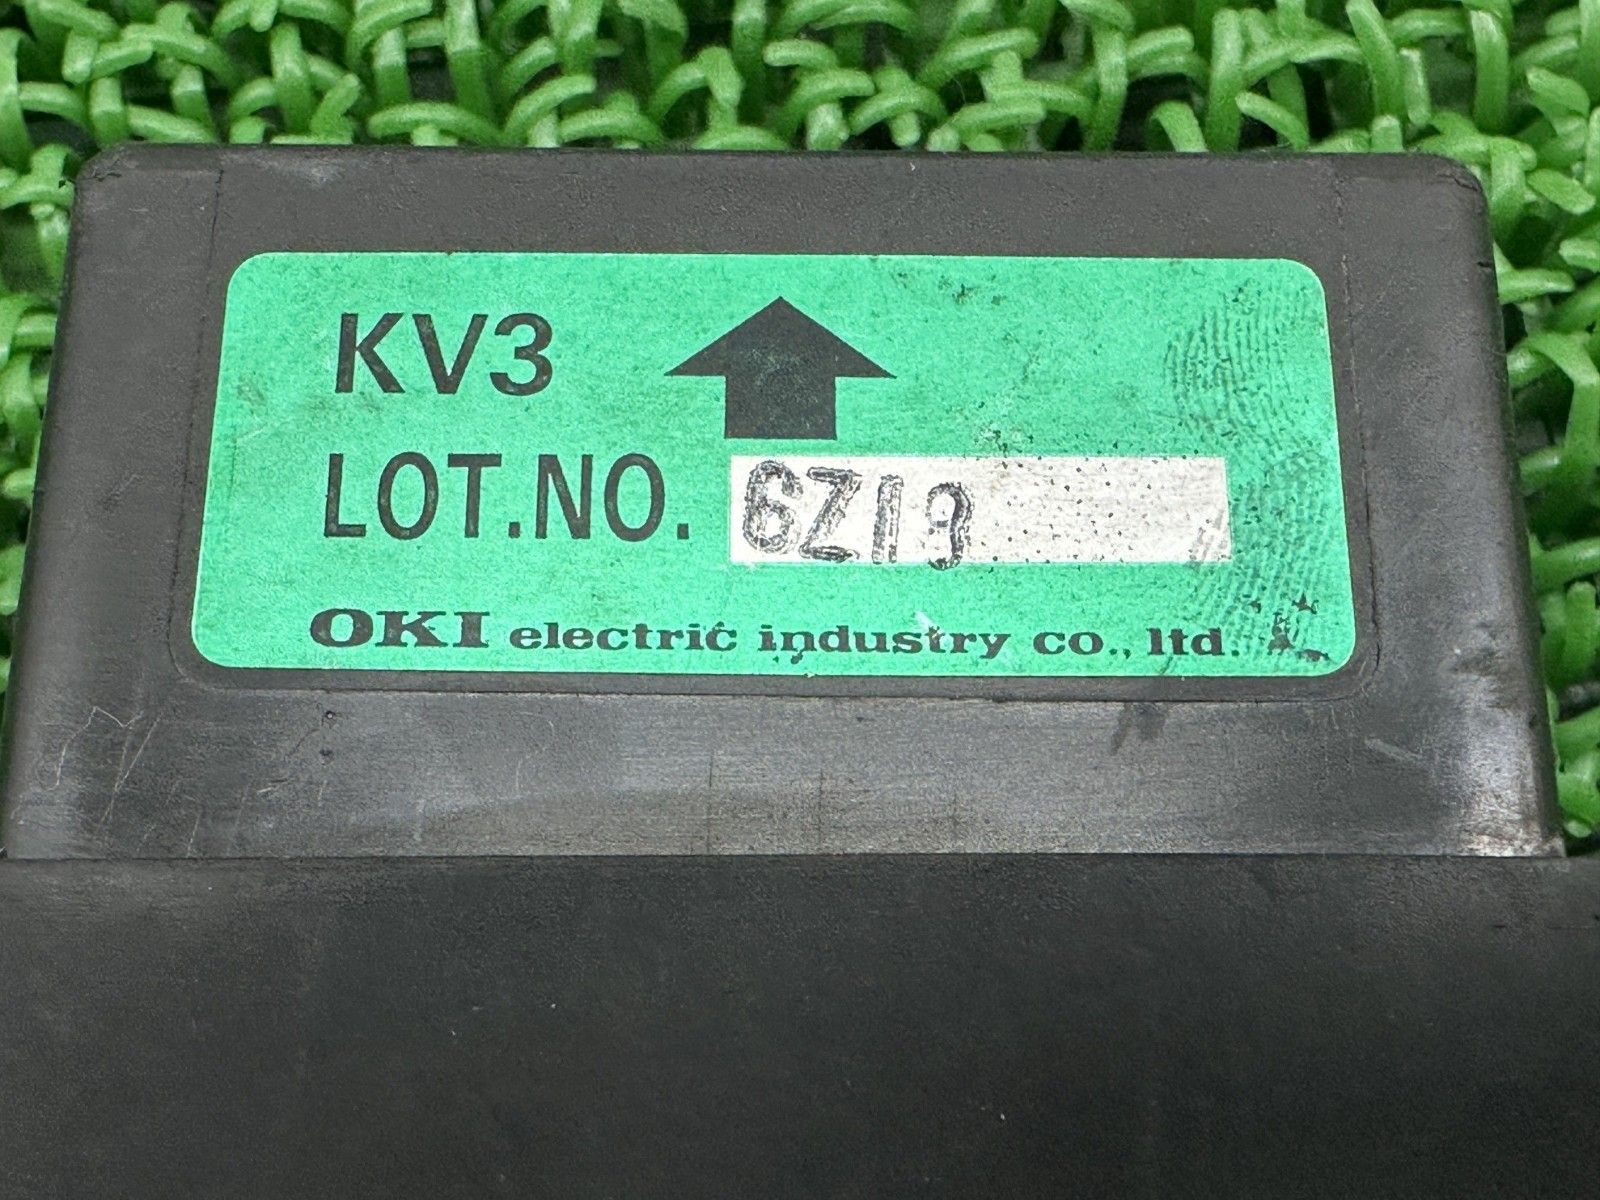 KV3
LOT.NO. 6Z19
OKI electric industry co., ltd.